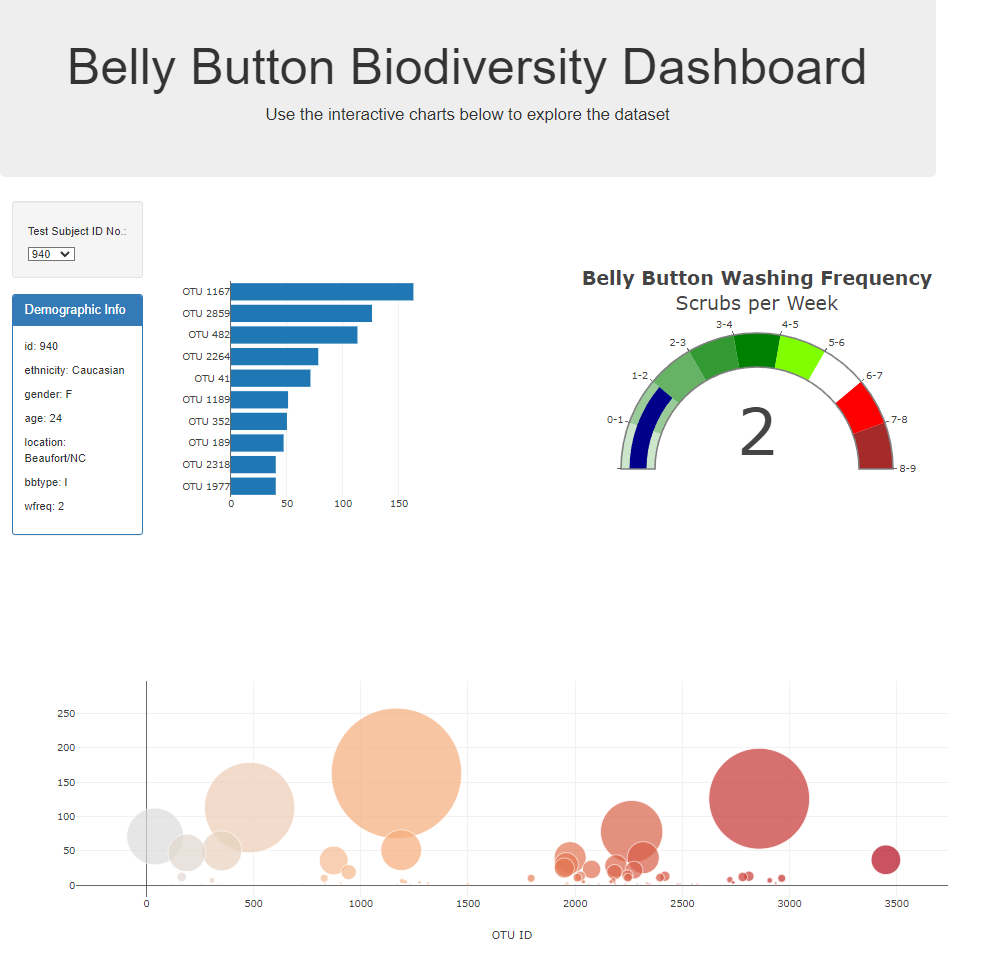 Belly Button Biodiversity Dashboard
Use the interactive charts below to explore the dataset
Test Subject ID No.:
940
Demographic Info
id: 940
ethnicity: Caucasian
gender: F
age: 24
location:
Beaufort/NC
bbtype: I
wfreq: 2
OTU 1167
OTU 2859
OTU 482
OTU 2264
OTU 41
OTU 1189
OTU 352
OTU 189
OTU 2318
OTU 1977
0 50 100 150
Belly Button Washing Frequency
Scrubs per Week
0-1
1-2
2-3
3-4
4-5
5-6
6-7
7-8
8-9
2
250
200
150
100
50
0
0 500 1000 1500 2000 2500 3000 3500
OTU ID